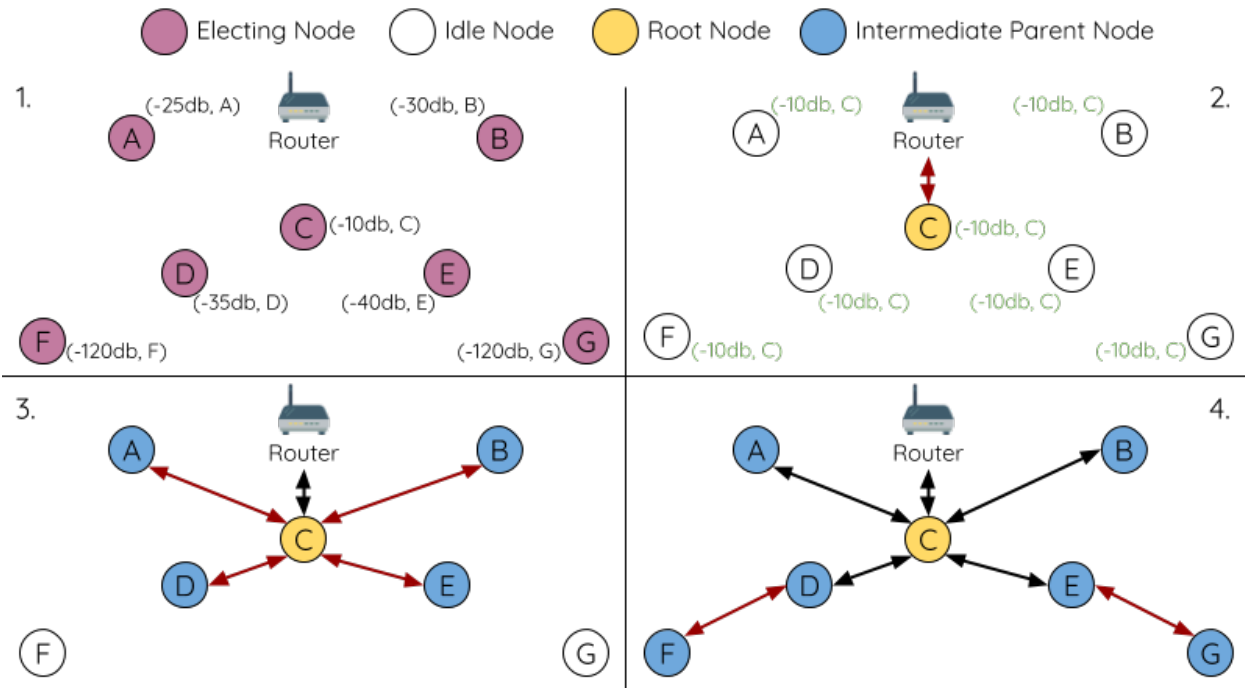 Electing Node
Idle Node
Root Node
Intermediate Parent Node
1.
(-25db, A)
(-30db, B)
A
Router
B
C
(-10db, C)
D
E
(-35db, D)
(-40db, E)
F
(-120db, F)
(-120db, G)
G
2.
(-10db, C)
(-10db, C)
A
Router
B
C
(-10db, C)
D
E
(-10db, C)
(-10db, C)
F
(-10db, C)
(-10db, C)
G
3.
A
Router
B
C
D
E
F
G
4.
A
Router
B
C
D
E
F
G